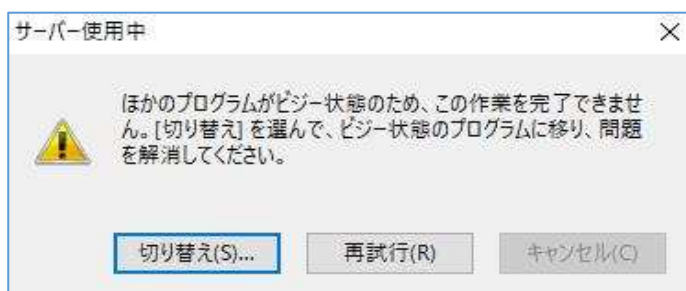 サーバー使用中
ほかのプログラムがビジー状態のため、この作業を完了できませ
ん。[切り替え] を選んで、ビジー状態のプログラムに移り、問題
を解消してください。
切り替え(S)...
再試行(R)
キャンセル(C)